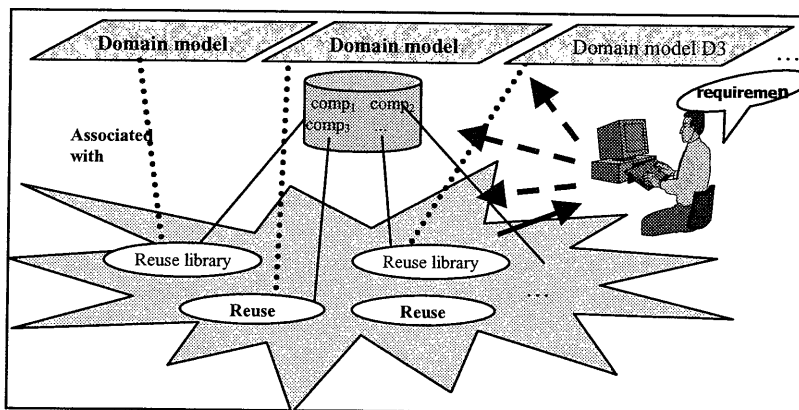 Domain model
Domain model
Domain model D3
...
requiremen
comp1 comp2
comp3 ...
Associated
with
Reuse library
Reuse library
...
Reuse
Reuse